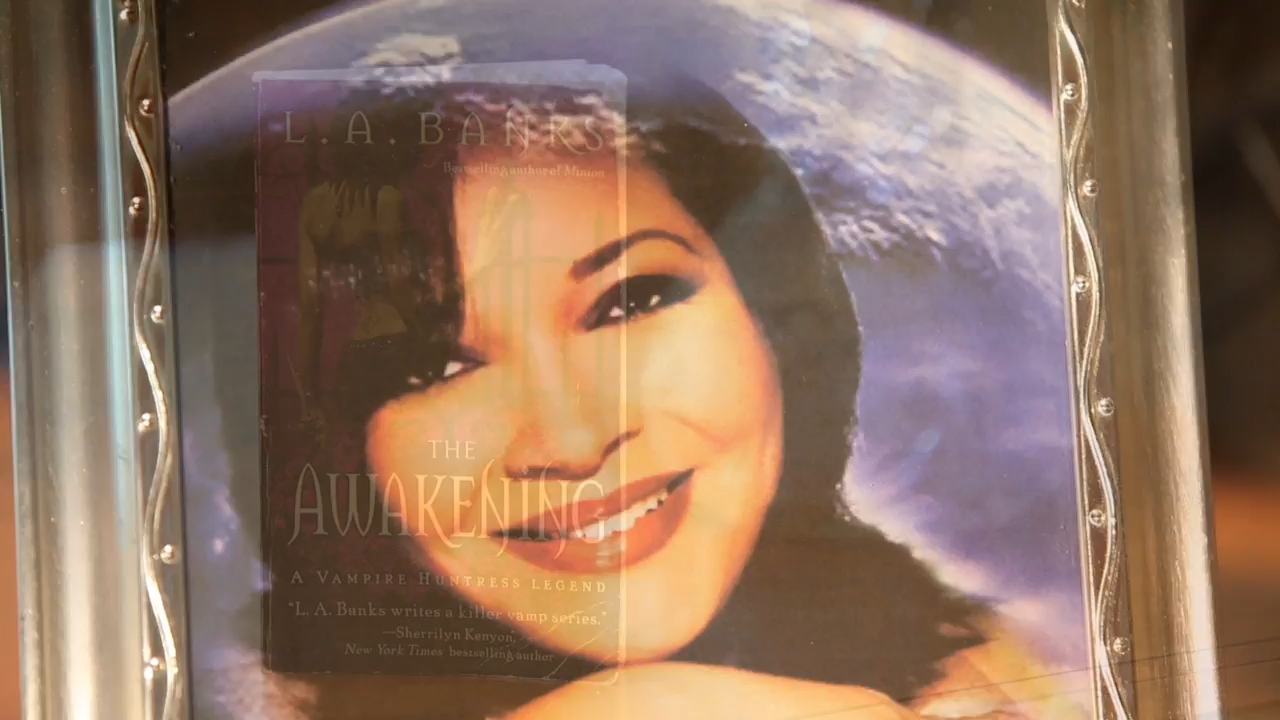 L. A. BANKS
Bestselling author of Minion
THE
AWAKENING
A VAMPIRE HUNTRESS LEGEND
"L. A. Banks writes a killer vamp series."
—Sherrilyn Kenyon,
New York Times bestselling author